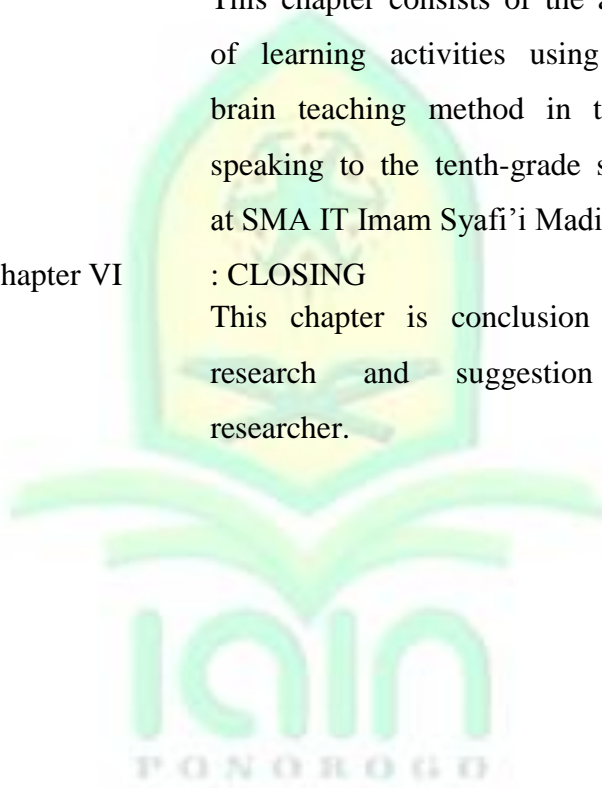 This chapter consists of the
of learning activities using
brain teaching method in
speaking to the tenth-grade
at SMA IT Imam Syafi'i
hapter VI : CLOSING
This chapter is conclusion
research and suggestion
researcher.
iain
PONOROGO